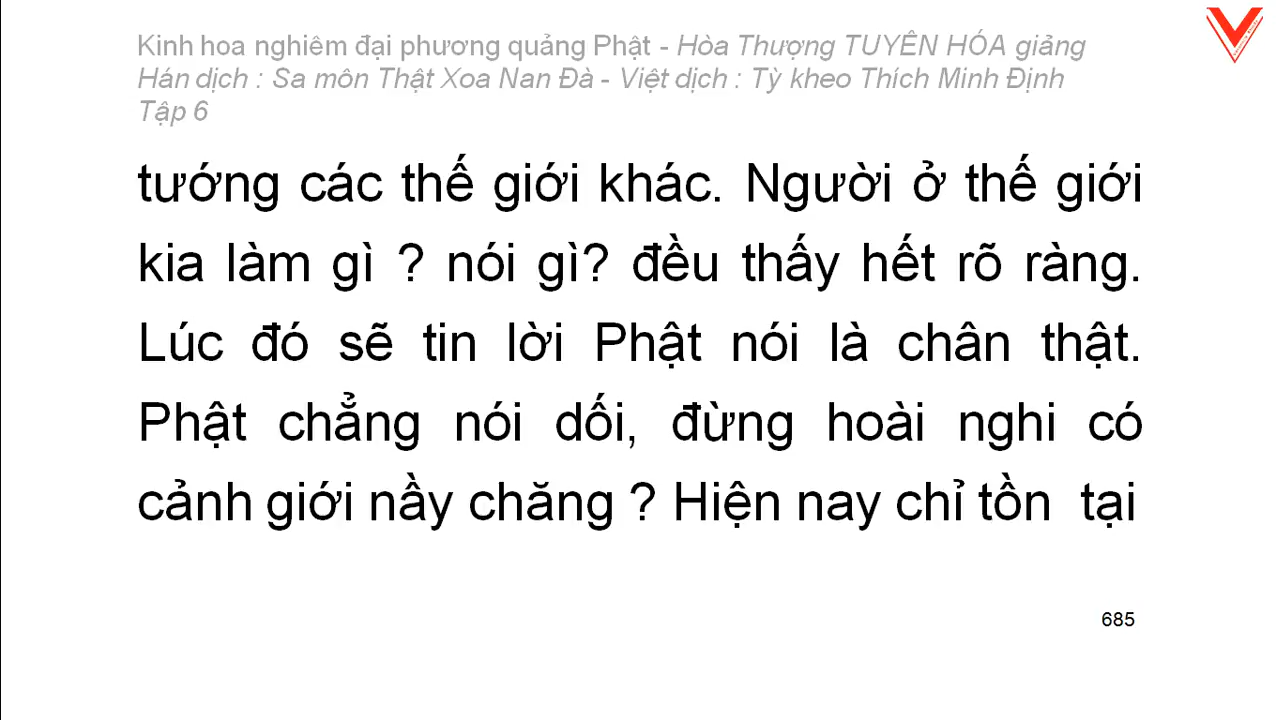 Kinh hoa nghiêm đại phương quảng Phật - Hòa Thượng TUYÊN HÓA giảng
Hán dịch : Sa môn Thật Xoa Nan Đà - Việt dịch : Tỳ kheo Thích Minh Định
Tập 6
tướng các thế giới khác. Người ở thế giới
kia làm gì ? nói gì? đều thấy hết rõ ràng.
Lúc đó sẽ tin lời Phật nói là chân thật.
Phật chẳng nói dối, đừng hoài nghi có
cảnh giới nầy chăng ? Hiện nay chỉ tồn  tại
685